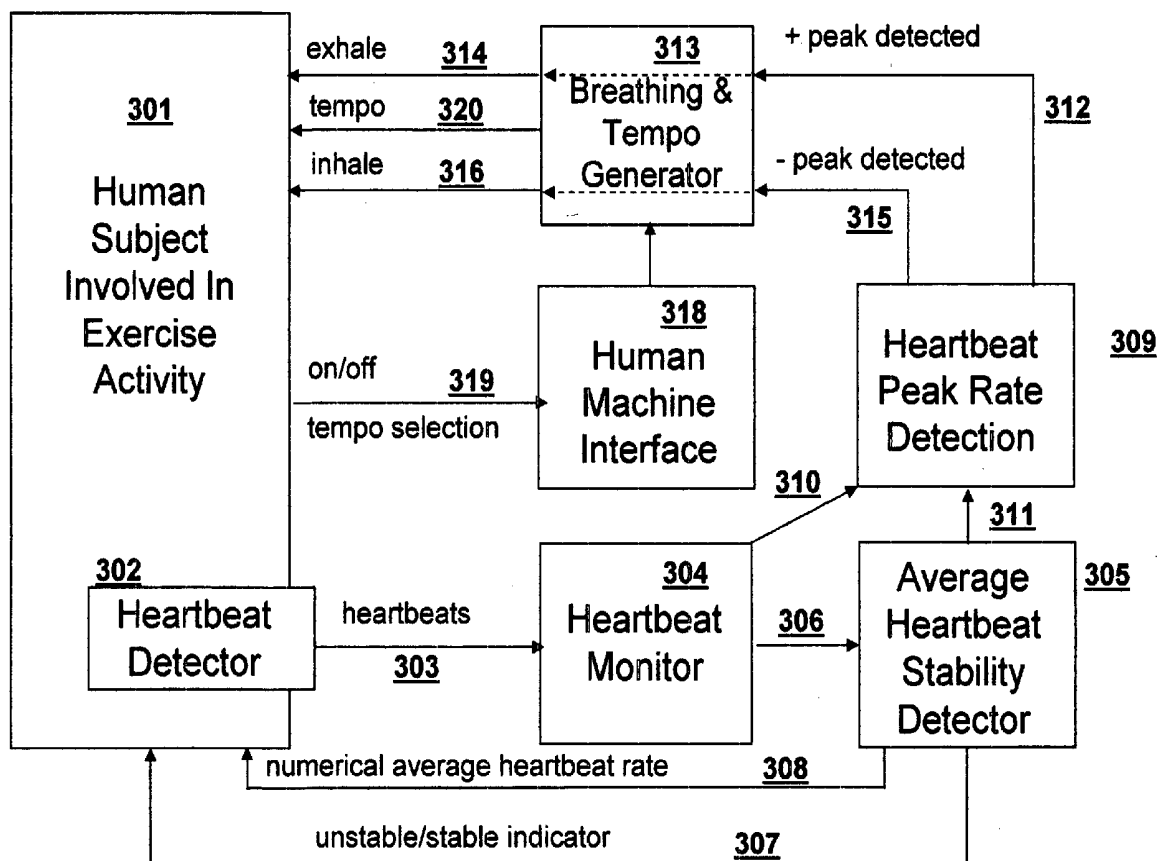 301
Human
Subject
Involved In
Exercise
Activity
exhale 314
tempo 320
inhale 316
313
Breathing &
Tempo
Generator
+ peak detected
312
- peak detected
315
on/off
319
tempo selection
318
Human
Machine
Interface
309
Heartbeat
Peak Rate
Detection
310
311
302
Heartbeat
Detector
heartbeats
303
304
Heartbeat
Monitor
306
305
Average
Heartbeat
Stability
Detector
numerical average heartbeat rate 308
unstable/stable indicator 307